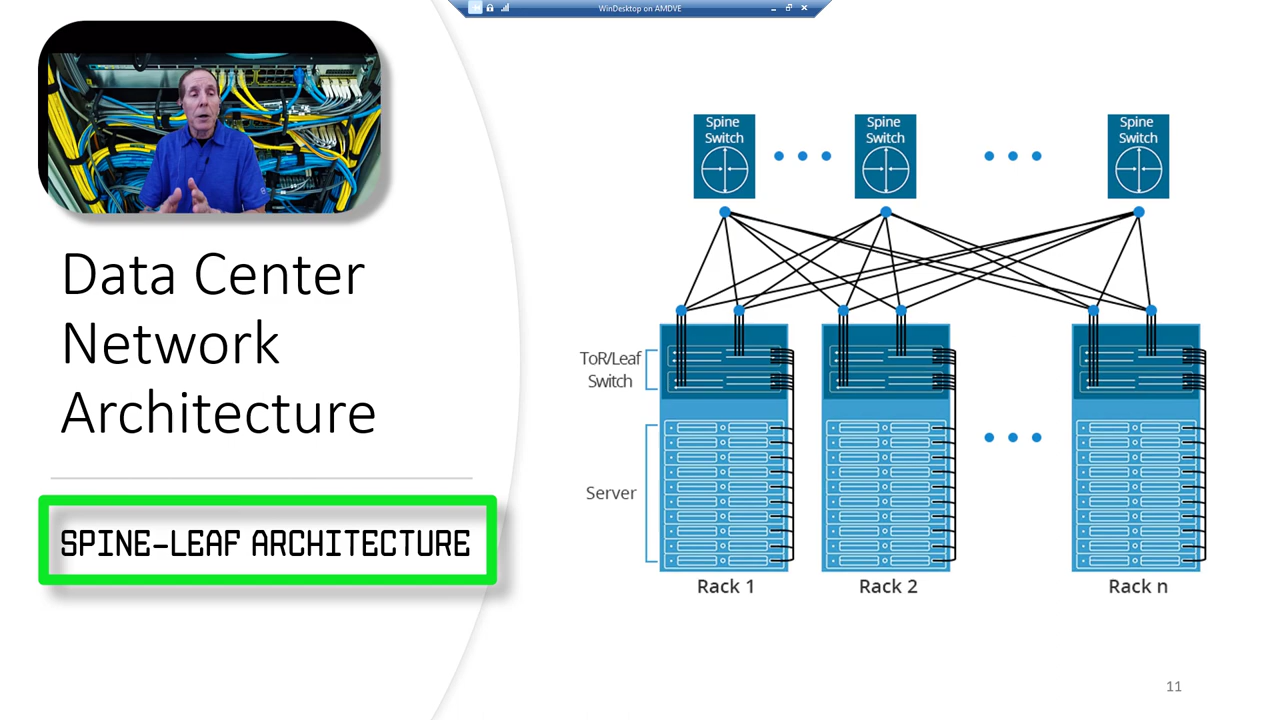 WinDesktop on AMDVE
Data Center
Network
Architecture
SPINE-LEAF ARCHITECTURE
Spine
Switch
Spine
Switch
Spine
Switch
ToR/Leaf
Switch
Server
Rack 1
Rack 2
Rack n
11